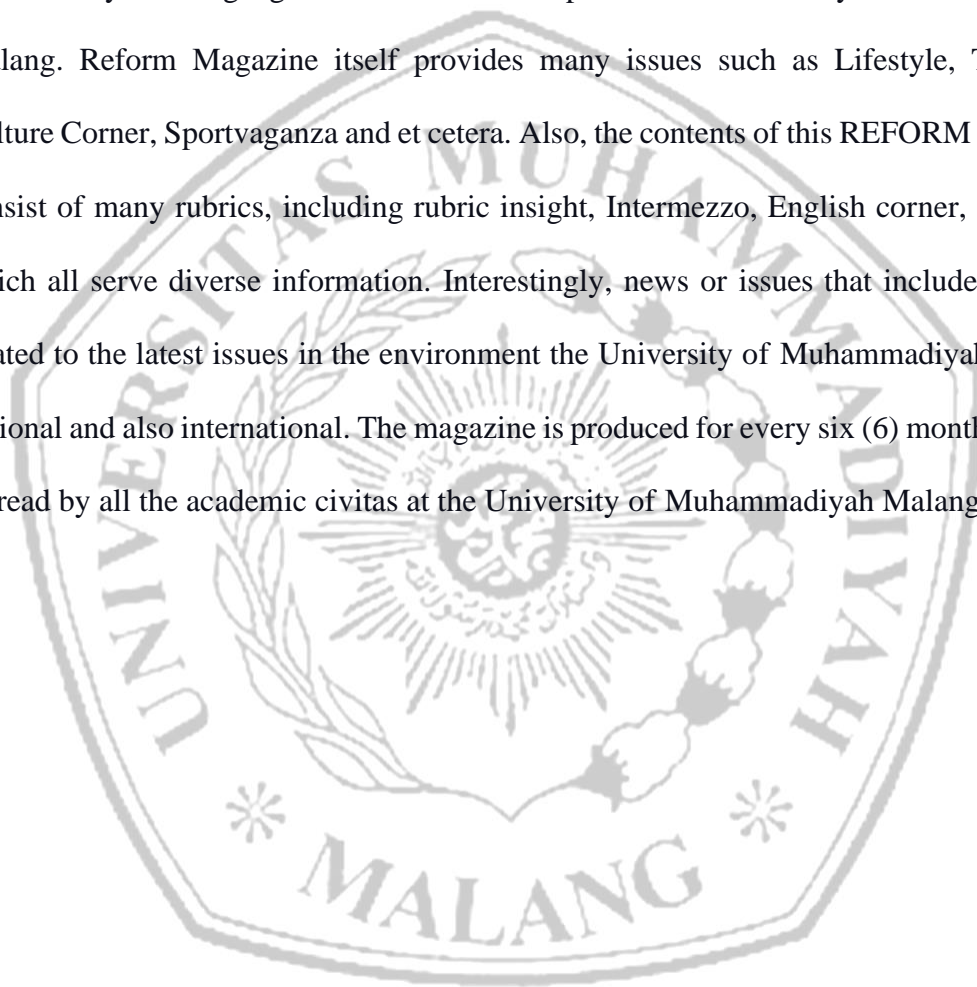 alang. Reform Magazine itself provides many issues such as Lifestyle,
lture Corner, Sportvaganza and et cetera. Also, the contents of this REFORM
nsist of many rubrics, including rubric insight, Intermezzo, English corner,
ich all serve diverse information. Interestingly, news or issues that include
ated to the latest issues in the environment the University of Muhammadiyah
ional and also international. The magazine is produced for every six (6) month
read by all the academic civitas at the University of Muhammadiyah Malang
UNIVERSITAS MUHAMMADIYAH
MALANG